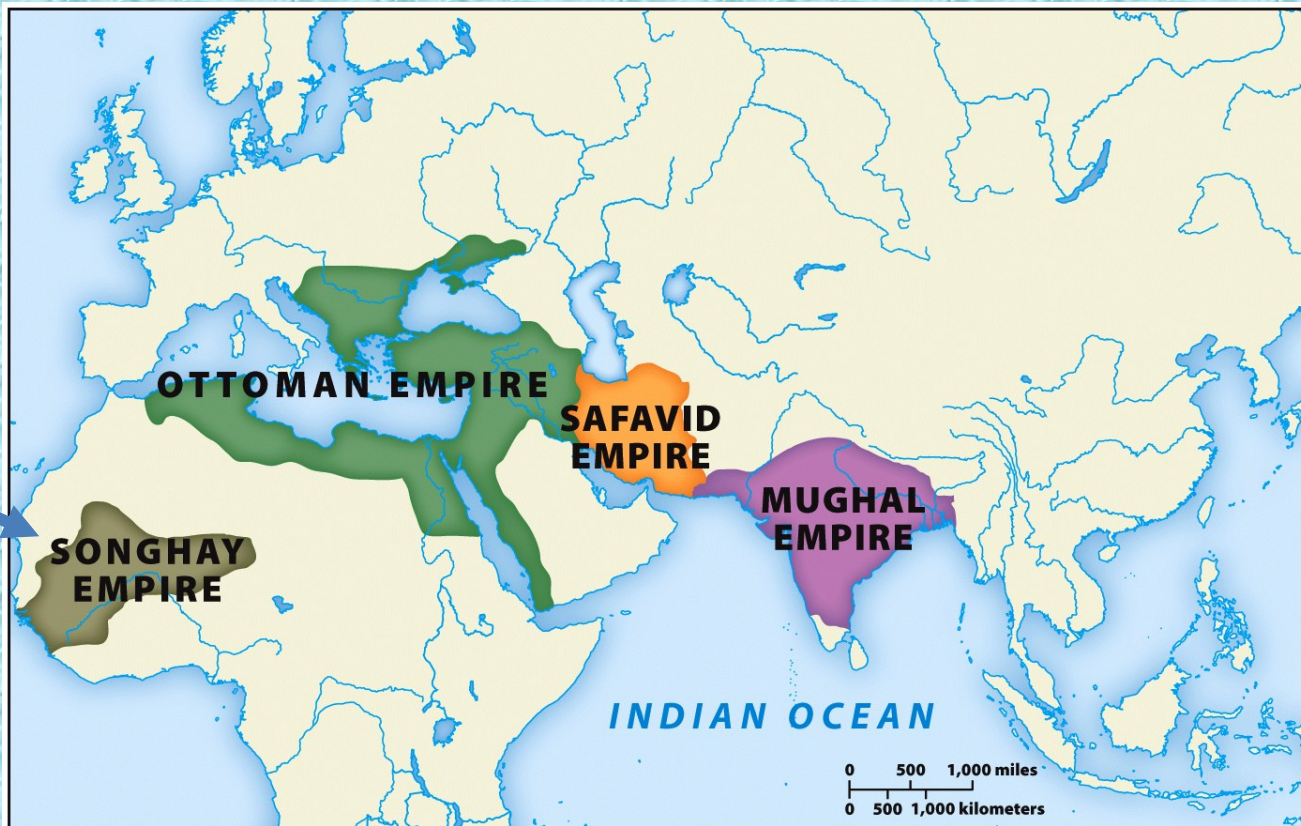 OTTOMAN EMPIRE
SAFAVID
EMPIRE
MUGHAL
EMPIRE
SONGHAY
EMPIRE
INDIAN OCEAN
0 500 1,000 miles
0 500 1,000 kilometers